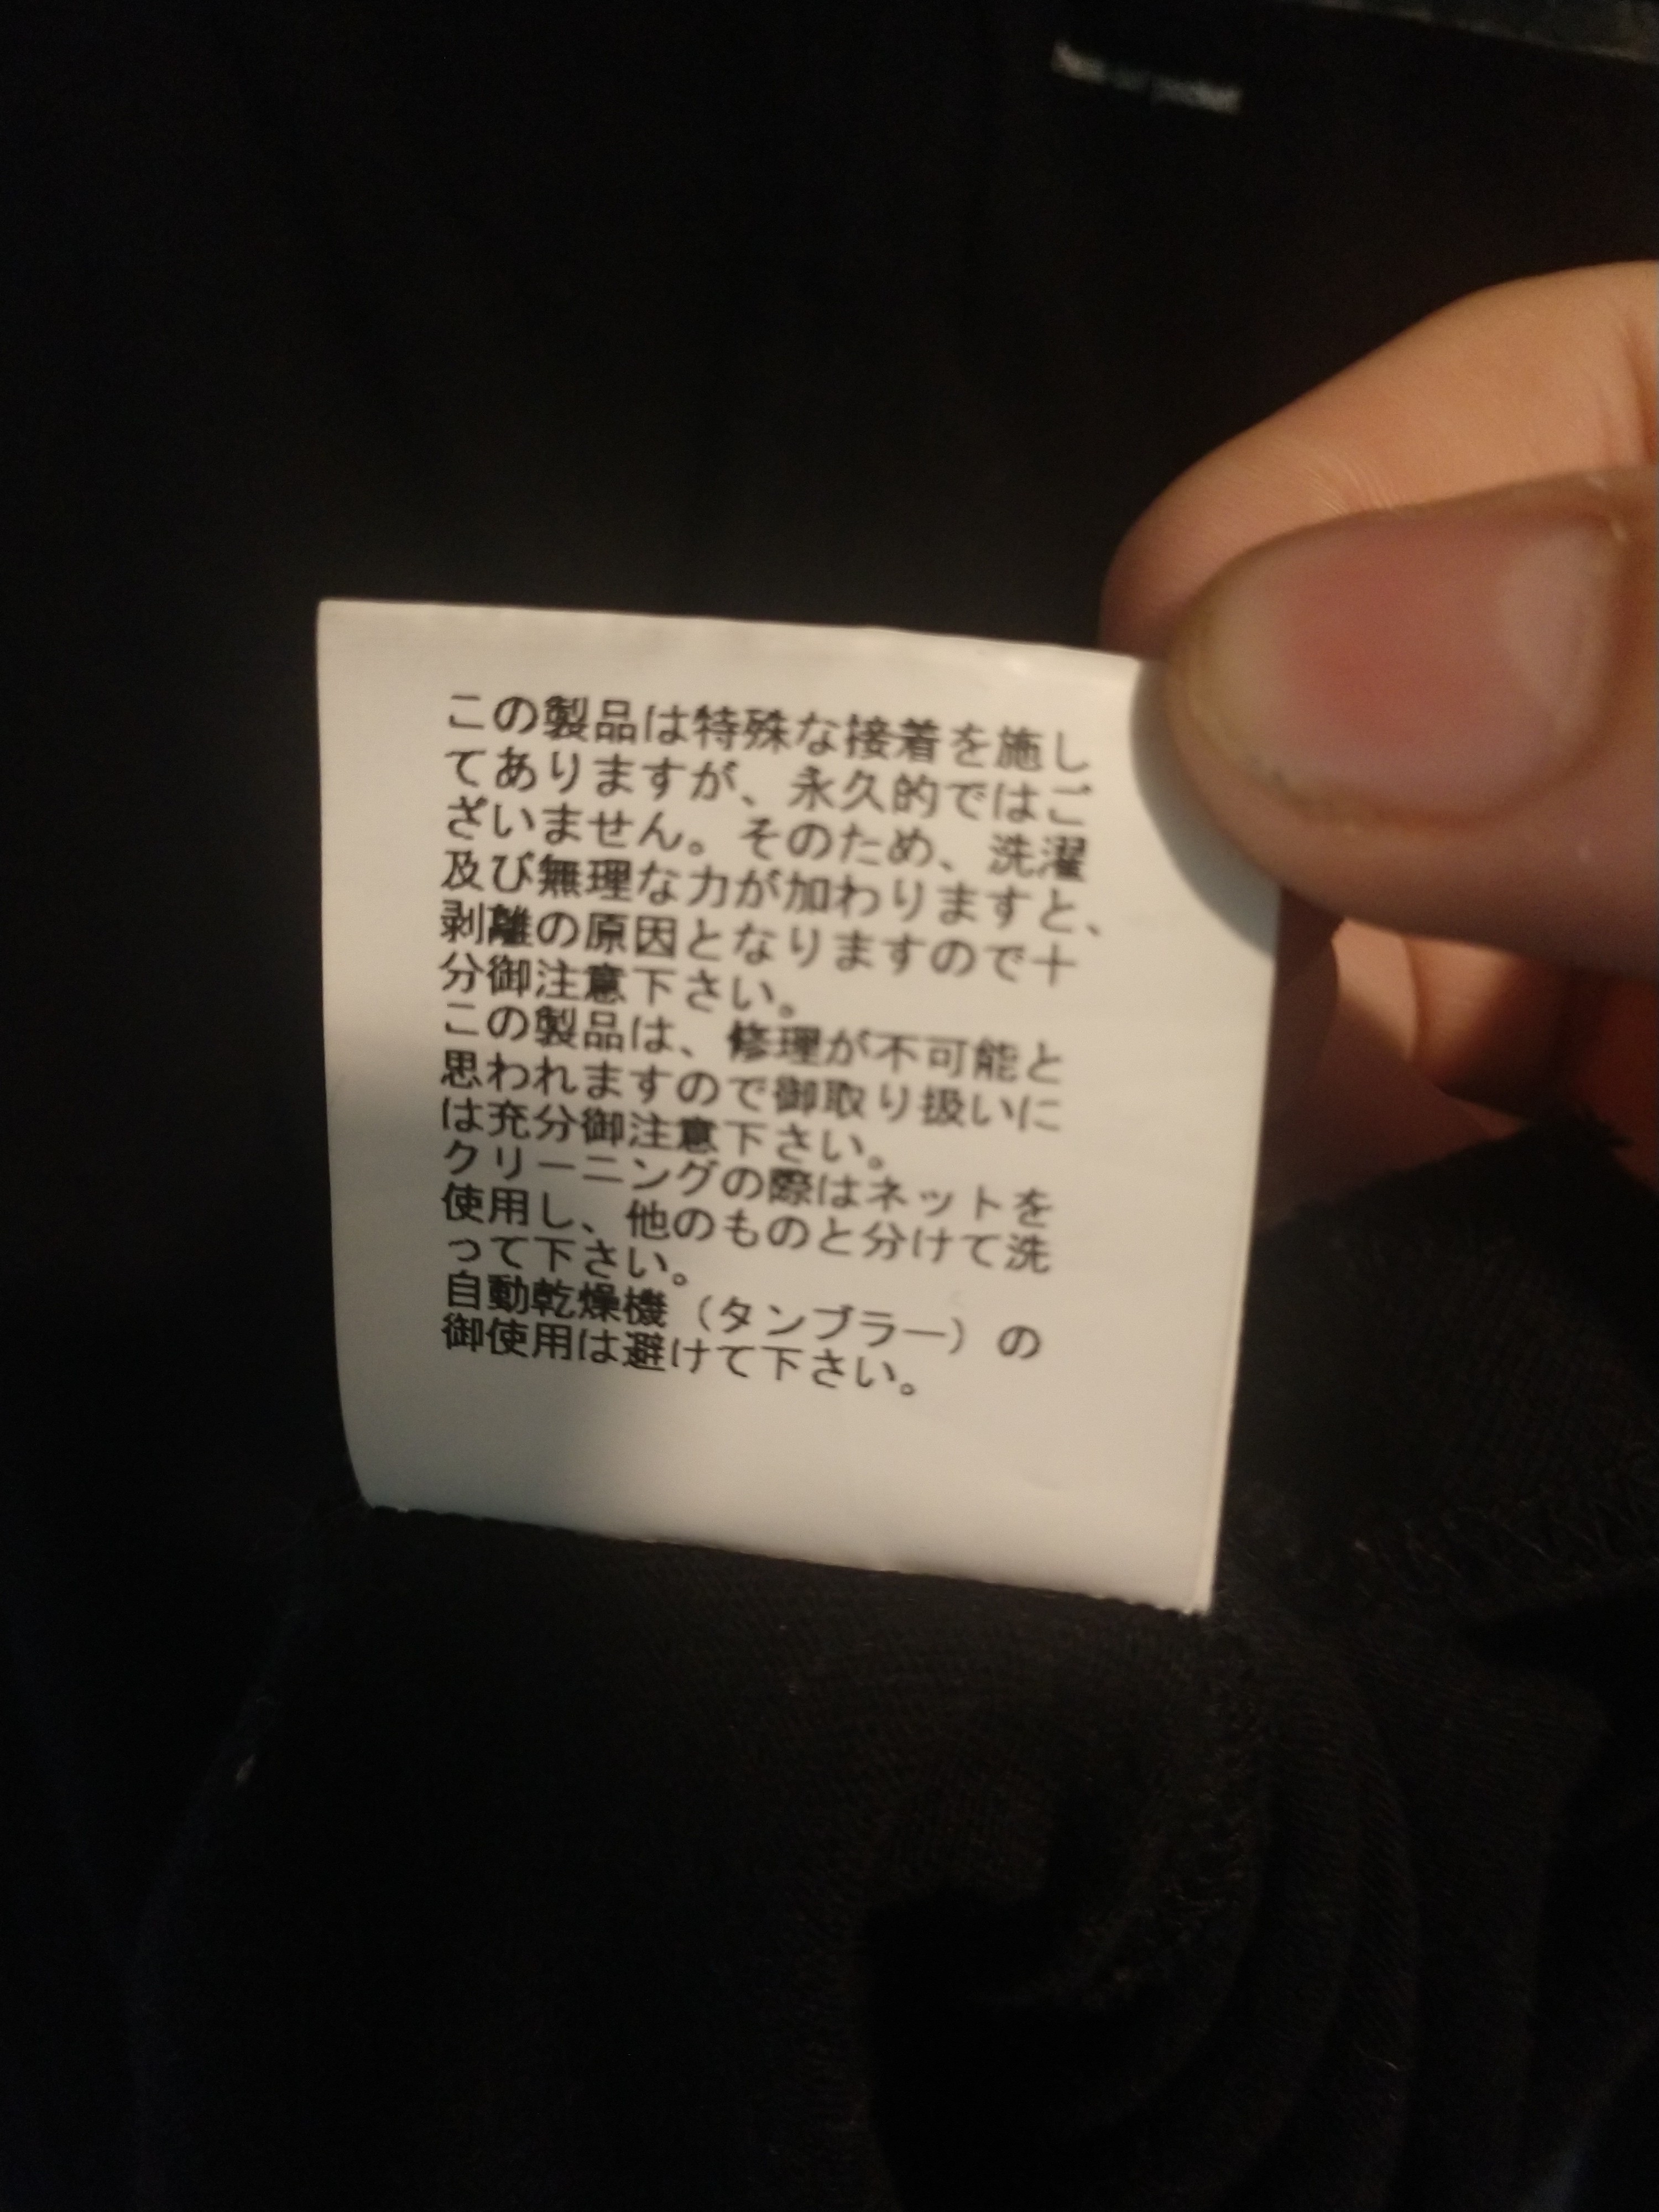 この製品は特殊な接着を施し
てありますが、永久的ではご
ざいません。そのため、洗濯
及び無理な力が加わりますと、
剥離の原因となりますので十
分御注意下さい。
この製品は、修理が不可能と
思われますので御取り扱いに
は充分御注意下さい。
クリーニングの際はネットを
使用し、他のものと分けて洗
って下さい。
自動乾燥機（タンブラー）の
御使用は避けて下さい。